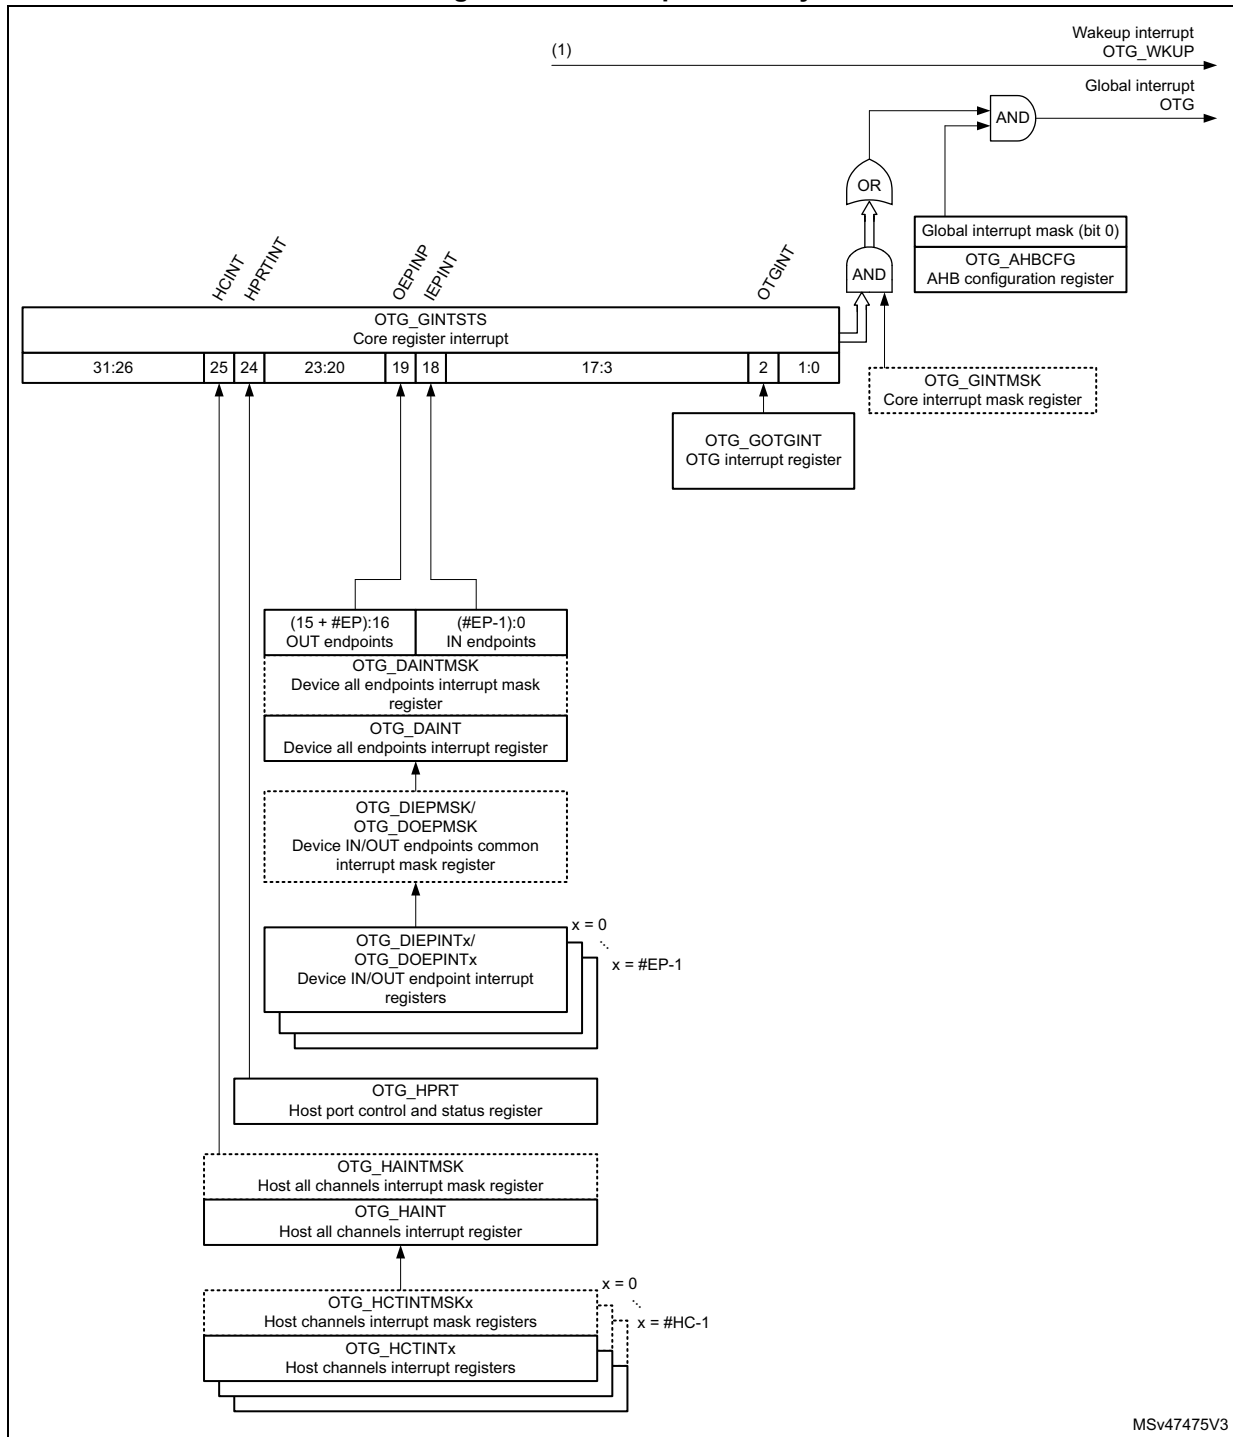 (1)
Wakeup interrupt
OTG_WKUP
Global interrupt
OTG
AND
OR
Global interrupt mask (bit 0)
OTG_AHBCFG
AHB configuration register
AND
HCINT
HPRTINT
OEPINP
IEPINT
OTGINT
OTG_GINTSTS
Core register interrupt
31:26
25
24
23:20
19
18
17:3
2
1:0
OTG_GINTMSK
Core interrupt mask register
OTG_GOTGINT
OTG interrupt register
(15 + #EP):16
OUT endpoints
(#EP-1):0
IN endpoints
OTG_DAINTMSK
Device all endpoints interrupt mask
register
OTG_DAINT
Device all endpoints interrupt register
OTG_DIEPMSK/
OTG_DOEPMSK
Device IN/OUT endpoints common
interrupt mask register
x = 0
x = #EP-1
OTG_DIEPINTx/
OTG_DOEPINTx
Device IN/OUT endpoint interrupt
registers
OTG_HPRT
Host port control and status register
OTG_HAINTMSK
Host all channels interrupt mask register
OTG_HAINT
Host all channels interrupt register
x = 0
x = #HC-1
OTG_HCTINTMSKx
Host channels interrupt mask registers
OTG_HCTINTx
Host channels interrupt registers
MSv47475V3